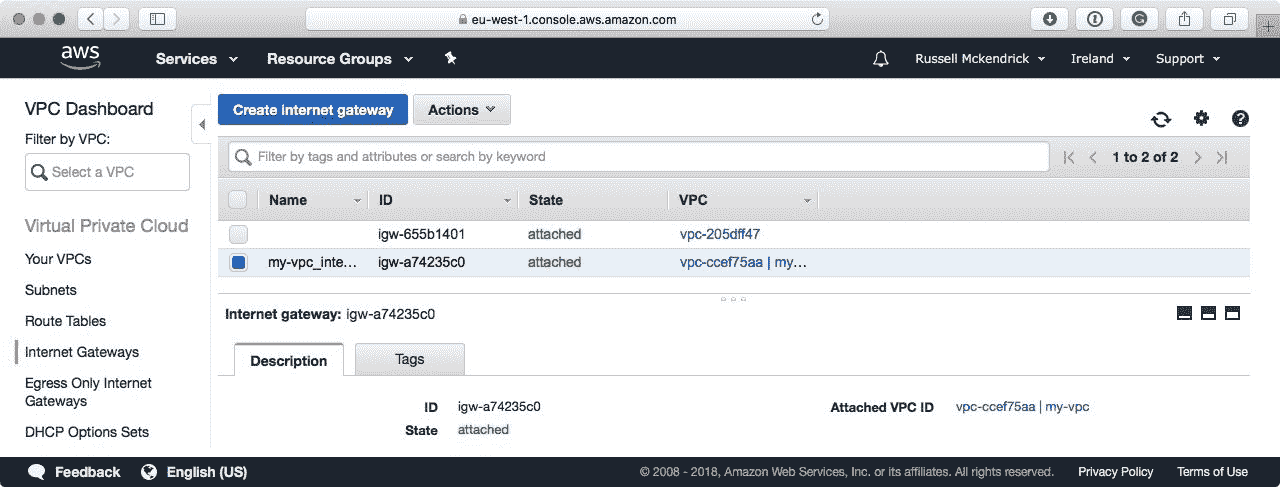 eu-west-1.console.aws.amazon.com
aws Services Resource Groups Russell Mckendrick Ireland Support
VPC Dashboard
Filter by VPC:
Select a VPC
Virtual Private Cloud
Your VPCs
Subnets
Route Tables
Internet Gateways
Egress Only Internet
Gateways
DHCP Options Sets
Create internet gateway Actions
Filter by tags and attributes or search by keyword 1 to 2 of 2
Name ID State VPC
igw-655b1401 attached vpc-205dff47
my-vpc_inte... igw-a74235c0 attached vpc-ccef75aa | my...
Internet gateway: igw-a74235c0
Description Tags
ID igw-a74235c0 Attached VPC ID vpc-ccef75aa | my-vpc
State attached
Feedback English (US) © 2008 - 2018, Amazon Web Services, Inc. or its affiliates. All rights reserved. Privacy Policy Terms of Use